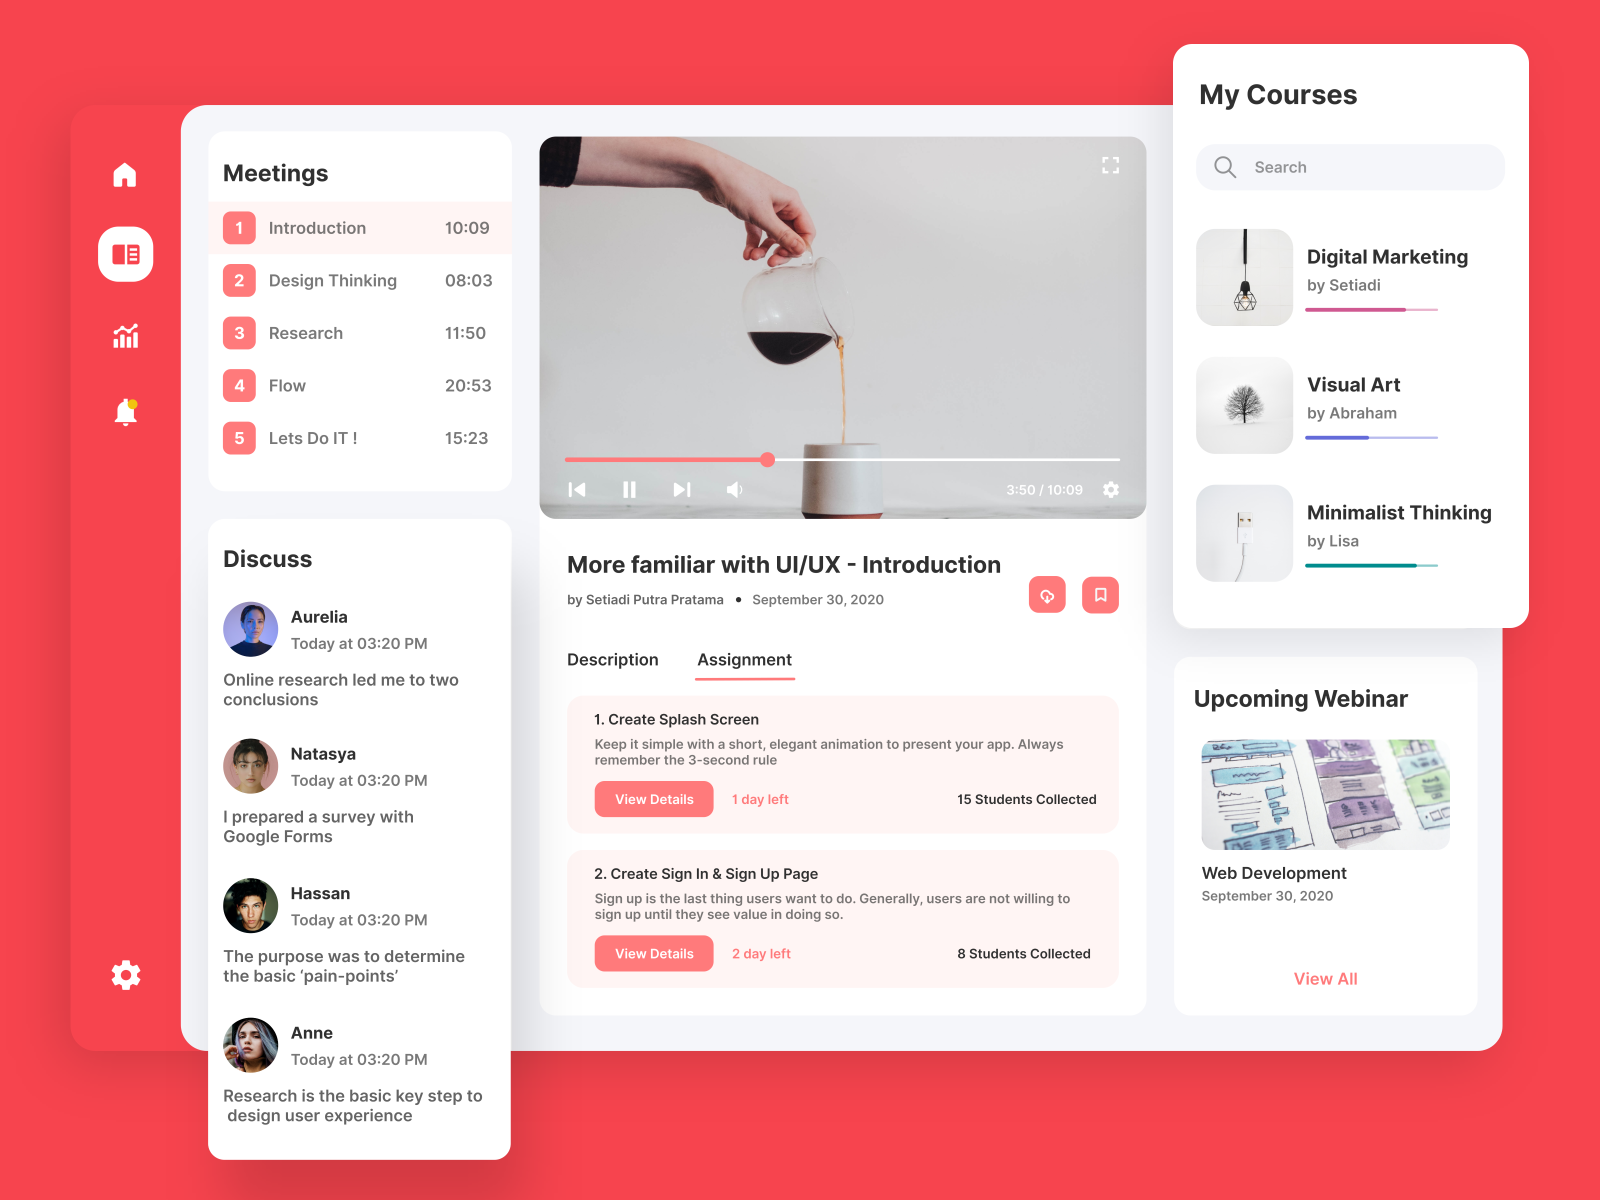 Meetings
1 Introduction 10:09
2 Design Thinking 08:03
3 Research 11:50
4 Flow 20:53
5 Lets Do IT ! 15:23
Discuss
Aurelia
Today at 03:20 PM
Online research led me to two
conclusions
Natasya
Today at 03:20 PM
I prepared a survey with
Google Forms
Hassan
Today at 03:20 PM
The purpose was to determine
the basic ‘pain-points’
Anne
Today at 03:20 PM
Research is the basic key step to
design user experience
3:50 / 10:09
More familiar with UI/UX - Introduction
by Setiadi Putra Pratama • September 30, 2020
Description Assignment
1. Create Splash Screen
Keep it simple with a short, elegant animation to present your app. Always
remember the 3-second rule
View Details 1 day left 15 Students Collected
2. Create Sign In & Sign Up Page
Sign up is the last thing users want to do. Generally, users are not willing to
sign up until they see value in doing so.
View Details 2 day left 8 Students Collected
My Courses
Search
Digital Marketing
by Setiadi
Visual Art
by Abraham
Minimalist Thinking
by Lisa
Upcoming Webinar
Web Development
September 30, 2020
View All